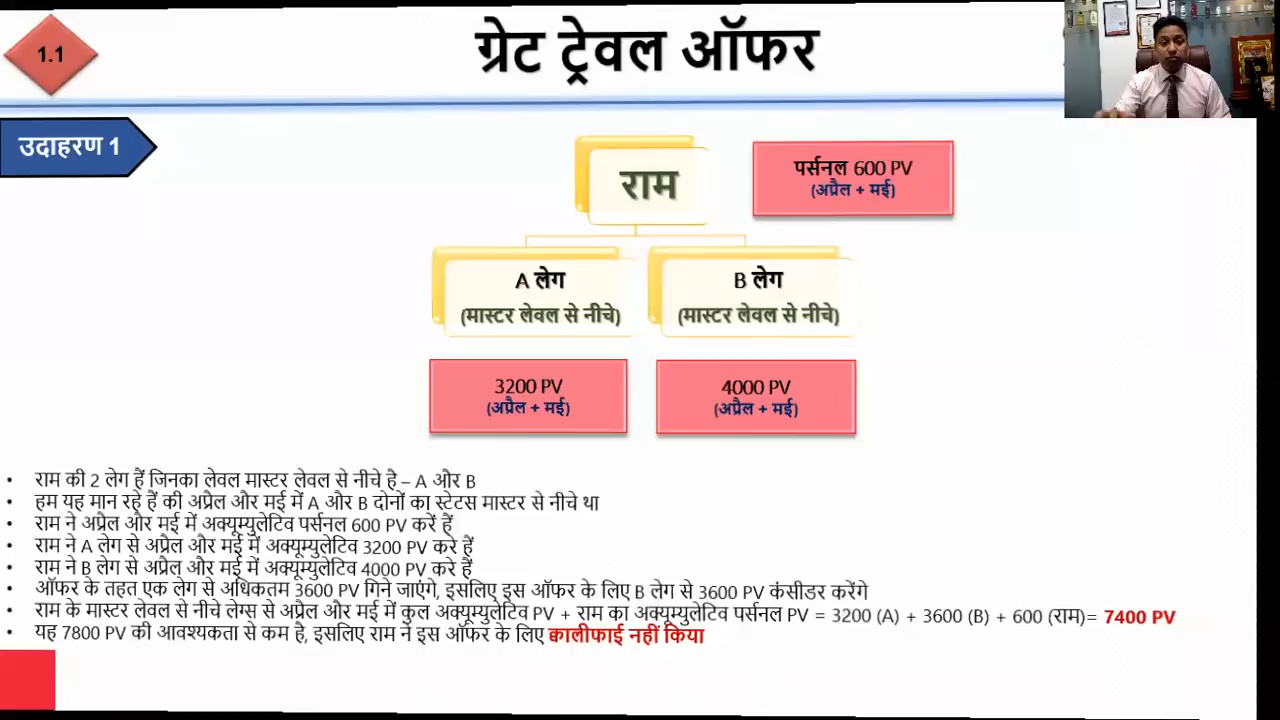 1.1
ग्रेट ट्रेवल ऑफर
उदाहरण 1
राम
पर्सनल 600 PV
(अप्रैल + मई)
A लेग
(मास्टर लेवल से नीचे)
B लेग
(मास्टर लेवल से नीचे)
3200 PV
(अप्रैल + मई)
4000 PV
(अप्रैल + मई)
• राम की 2 लेग हैं जिनका लेवल मास्टर लेवल से नीचे है – A और B
• हम यह मान रहे हैं की अप्रैल और मई में A और B दोनों का स्टेटस मास्टर से नीचे था
• राम ने अप्रैल और मई में अक्यूम्युलेटिव पर्सनल 600 PV करें हैं
• राम ने A लेग से अप्रैल और मई में अक्यूम्युलेटिव 3200 PV करे हैं
• राम ने B लेग से अप्रैल और मई में अक्यूम्युलेटिव 4000 PV करे हैं
• ऑफर के तहत एक लेग से अधिकतम 3600 PV गिने जाएंगे, इसलिए इस ऑफर के लिए B लेग से 3600 PV कंसीडर करेंगे
• राम के मास्टर लेवल से नीचे लेग्स से अप्रैल और मई में कुल अक्यूम्युलेटिव PV + राम का अक्यूम्युलेटिव पर्सनल PV = 3200 (A) + 3600 (B) + 600 (राम)= 7400 PV
• यह 7800 PV की आवश्यकता से कम है, इसलिए राम ने इस ऑफर के लिए क्वालीफाई नहीं किया